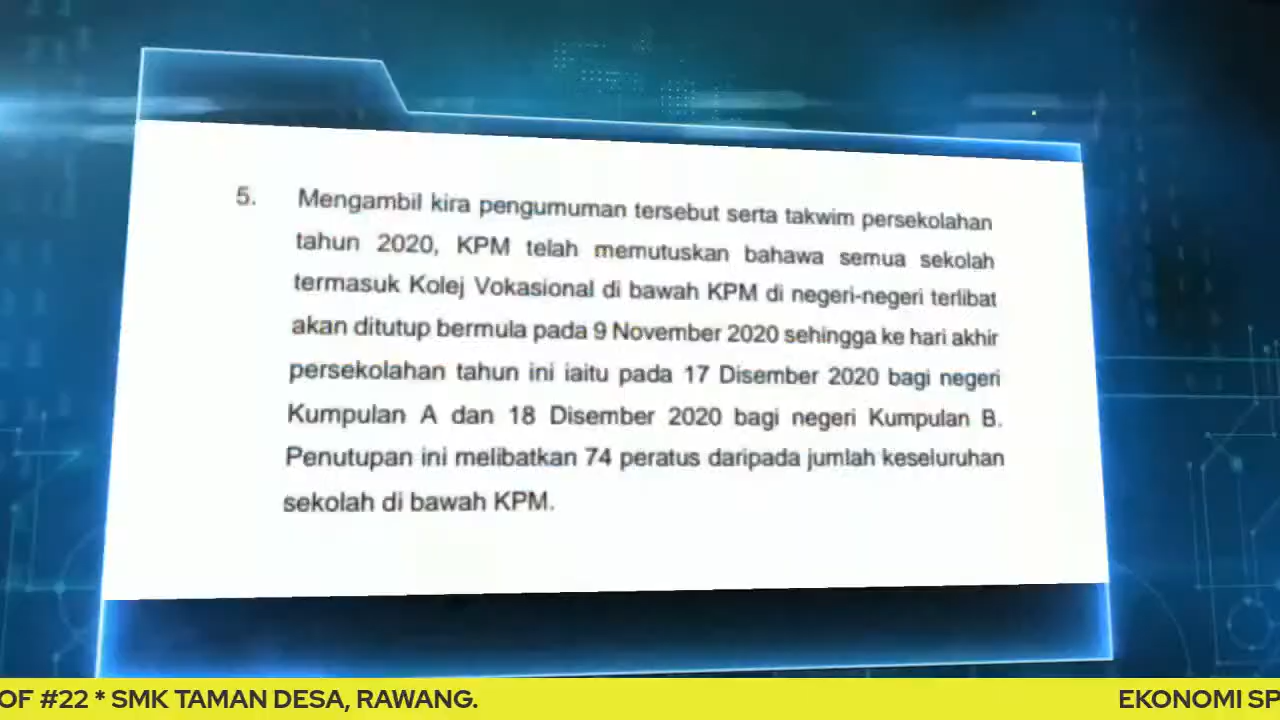 5. Mengambil kira pengumuman tersebut serta takwim persekolahan
tahun 2020, KPM telah memutuskan bahawa semua sekolah
termasuk Kolej Vokasional di bawah KPM di negeri-negeri terlibat
akan ditutup bermula pada 9 November 2020 sehingga ke hari akhir
persekolahan tahun ini iaitu pada 17 Disember 2020 bagi negeri
Kumpulan A dan 18 Disember 2020 bagi negeri Kumpulan B.
Penutupan ini melibatkan 74 peratus daripada jumlah keseluruhan
sekolah di bawah KPM.
OF #22 * SMK TAMAN DESA, RAWANG. EKONOMI SP